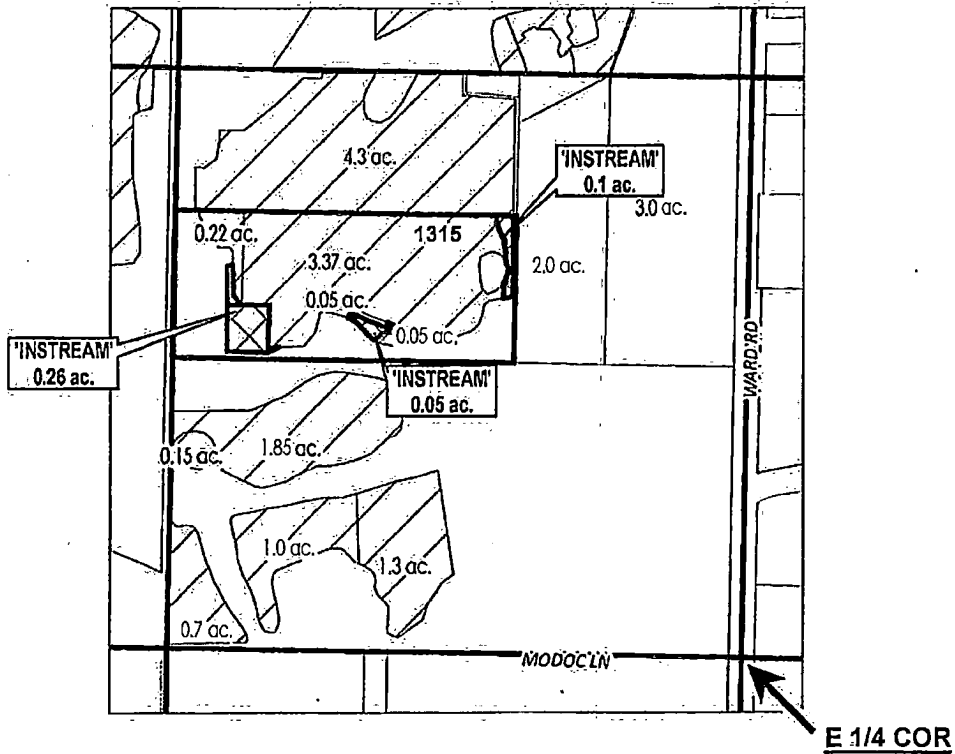 4.3 ac.
'INSTREAM'
0.1 ac.
3.0 ac.
0.22 ac.
1315
3.37 ac.
2.0 ac.
0.05 ac.
0.05 ac.
'INSTREAM'
0.26 ac.
'INSTREAM'
0.05 ac.
WARD RD
0.15 ac.
1.85 ac.
1.0 ac.
1.3 ac.
0.7 ac.
MODOC LN
E 1/4 COR